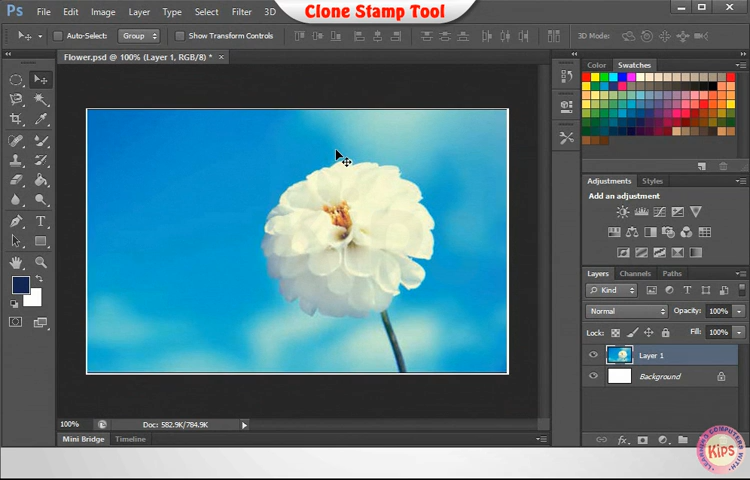 Clone Stamp Tool
Ps File Edit Image Layer Type Select Filter 3D
Auto-Select: Group Show Transform Controls 3D Mode:
Flower.psd @ 100% (Layer 1, RGB/8) * ×
Color Swatches
Adjustments Styles
Add an adjustment
Layers Channels Paths
Kind
Normal Opacity: 100%
Lock: Fill: 100%
Layer 1
Background
100% Doc: 582.9K/784.9K
Mini Bridge Timeline
LEARNING COMPUTERS WITH
KIPS